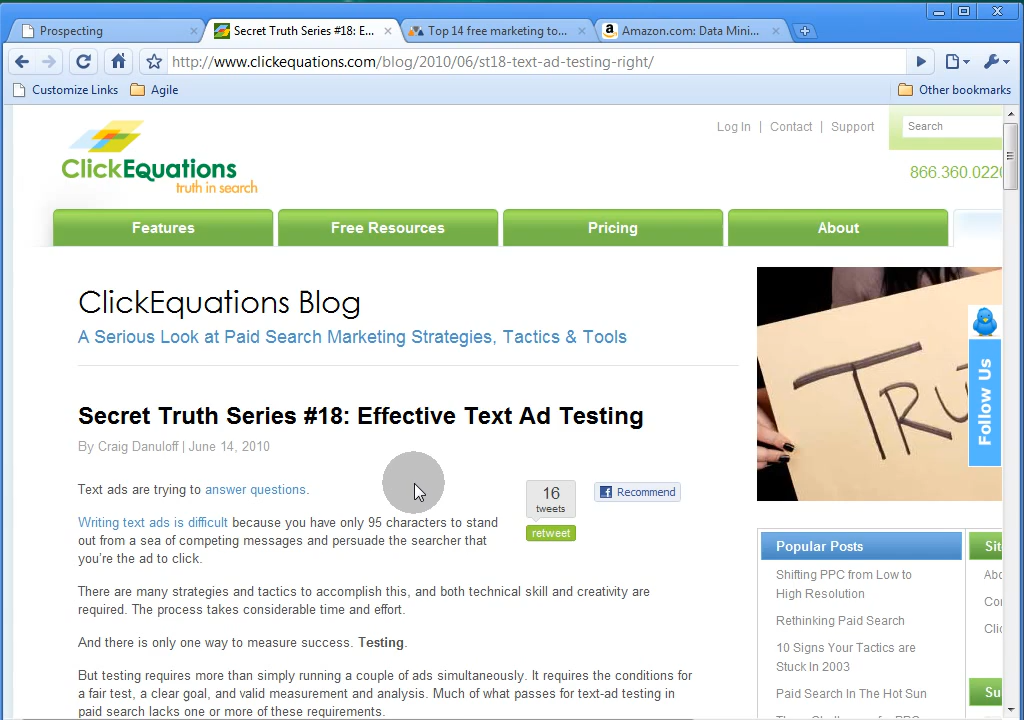 Prospecting
Secret Truth Series #18: E...
Top 14 free marketing to...
Amazon.com: Data Mini...
http://www.clickequations.com/blog/2010/06/st18-text-ad-testing-right/
Customize Links
Agile
Other bookmarks
Log In | Contact | Support
Search
ClickEquations
truth in search
866.360.022
Features
Free Resources
Pricing
About
ClickEquations Blog
A Serious Look at Paid Search Marketing Strategies, Tactics & Tools
Secret Truth Series #18: Effective Text Ad Testing
By Craig Danuloff | June 14, 2010
Text ads are trying to answer questions.
16
tweets
retweet
Recommend
Writing text ads is difficult because you have only 95 characters to stand
out from a sea of competing messages and persuade the searcher that
you're the ad to click.
There are many strategies and tactics to accomplish this, and both technical skill and creativity are
required. The process takes considerable time and effort.
And there is only one way to measure success. Testing.
But testing requires more than simply running a couple of ads simultaneously. It requires the conditions for
a fair test, a clear goal, and valid measurement and analysis. Much of what passes for text-ad testing in
paid search lacks one or more of these requirements.
TRU
Follow Us
Popular Posts
Shifting PPC from Low to
High Resolution
Rethinking Paid Search
10 Signs Your Tactics are
Stuck In 2003
Paid Search In The Hot Sun
Sit
Abo
Con
Clic
Su